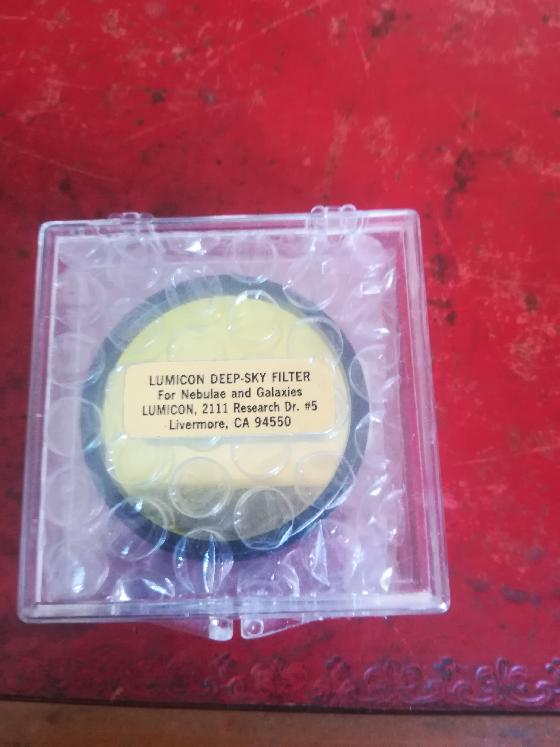 LUMICON DEEP-SKY FILTER
For Nebulae and Galaxies
LUMICON, 2111 Research Dr. #5
Livermore, CA 94550